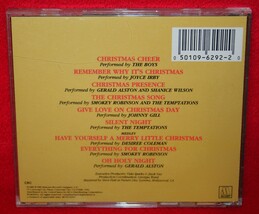 0 50109-6292-2 0
CHRISTMAS CHEER
Performed by THE BOYS
REMEMBER WHY IT'S CHRISTMAS
Performed by JOYCE IRBY
CHRISTMAS PRESENCE
Performed by GERALD ALSTON AND SHANICE WILSON
THE CHRISTMAS SONG
Performed by SMOKEY ROBINSON AND THE TEMPTATIONS
GIVE LOVE ON CHRISTMAS DAY
Performed by JOHNNY GILL
SILENT NIGHT
Performed by THE TEMPTATIONS
HAVE YOURSELF A MERRY LITTLE CHRISTMAS
Performed by DESIREE COLEMAN
EVERYTHING FOR CHRISTMAS
Performed by SMOKEY ROBINSON
OH HOLY NIGHT
Performed by GERALD ALSTON